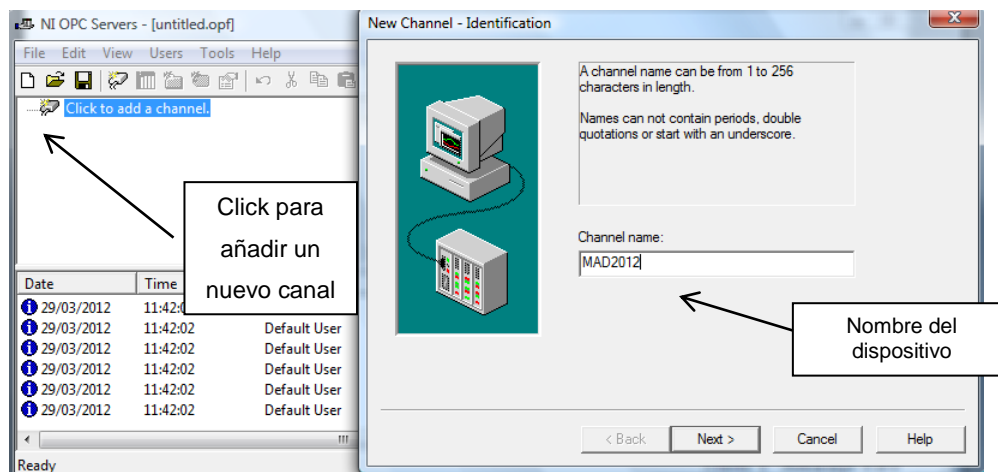 NI OPC Servers - [untitled.opf]
File Edit View Users Tools Help
Click to add a channel.
Click para
añadir un
nuevo canal
Date Time
29/03/2012 11:42:0
29/03/2012 11:42:02 Default User
29/03/2012 11:42:02 Default User
29/03/2012 11:42:02 Default User
29/03/2012 11:42:02 Default User
29/03/2012 11:42:02 Default User
Ready
New Channel - Identification
A channel name can be from 1 to 256
characters in length.
Names can not contain periods, double
quotations or start with an underscore.
Channel name:
MAD2012
Nombre del
dispositivo
< Back Next > Cancel Help